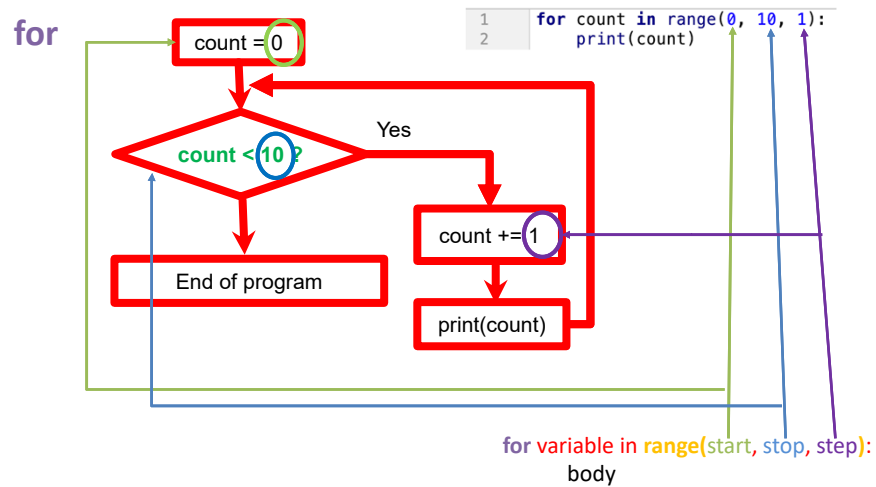 for
count = 0
1 for count in range(0, 10, 1):
2     print(count)
Yes
count < 10 ?
count += 1
End of program
print(count)
for variable in range(start, stop, step):
body